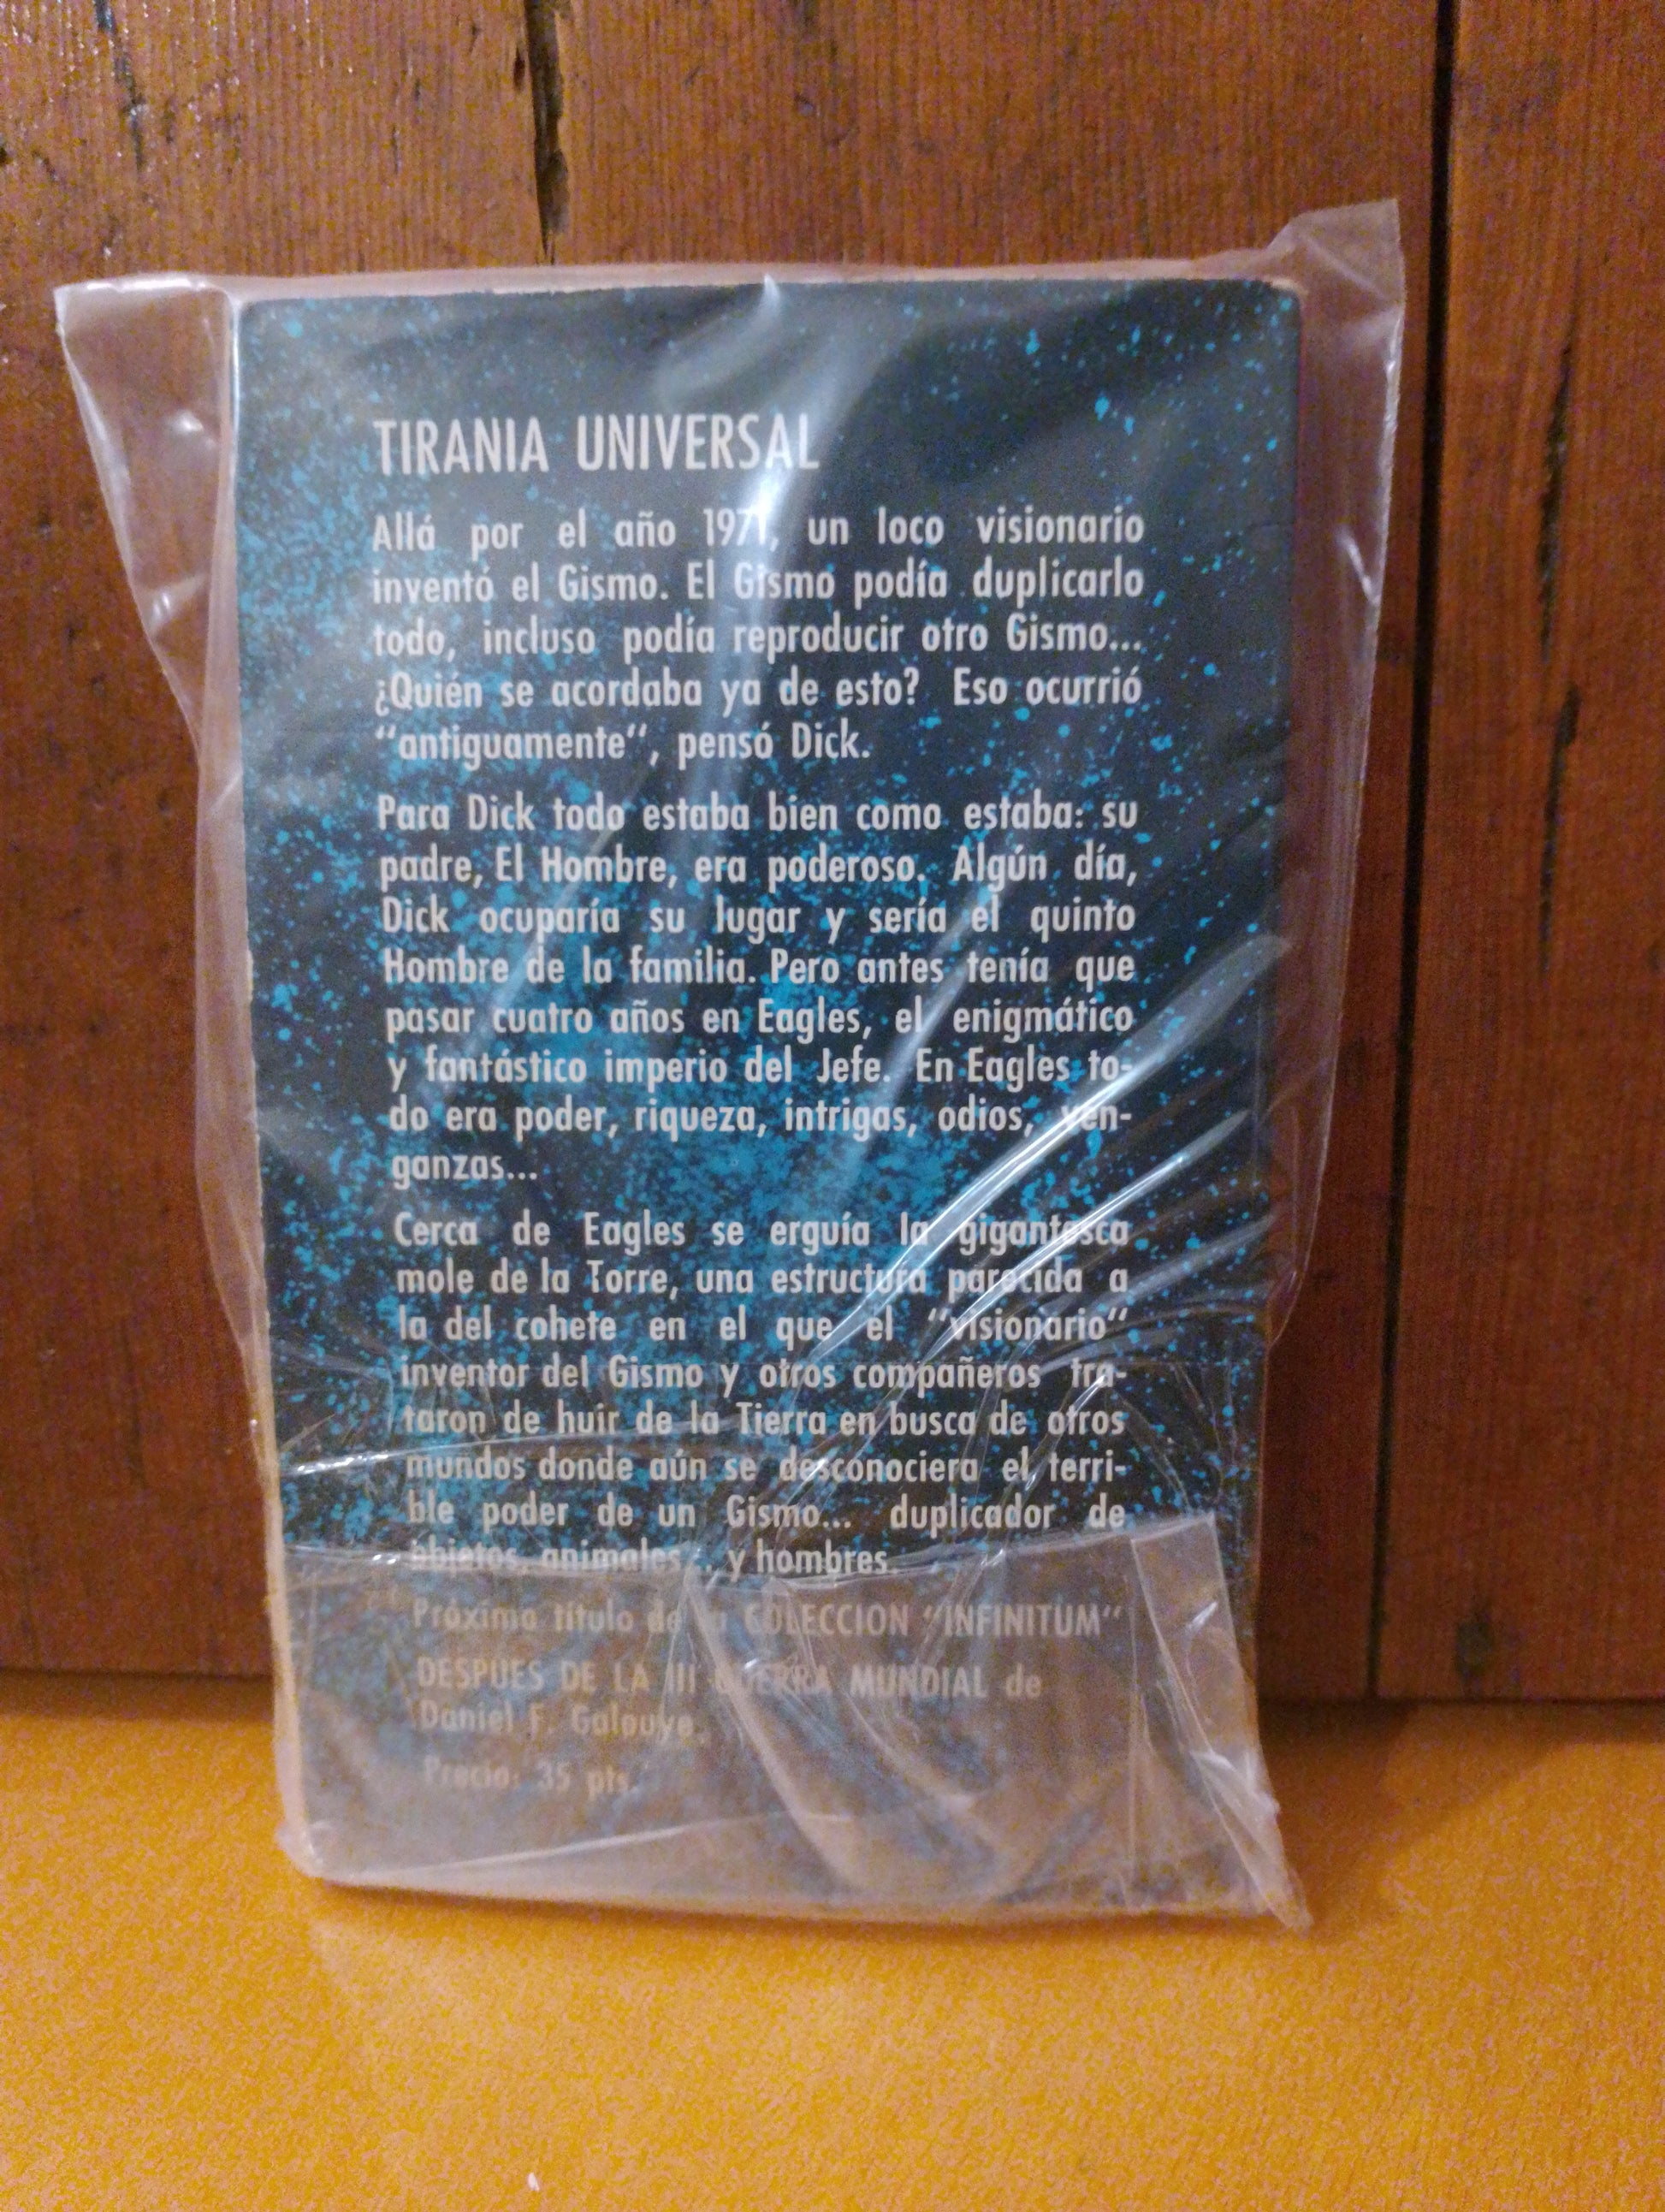 TIRANIA UNIVERSAL
Allá por el año 1971, un loco visionario
inventó el Gismo. El Gismo podía duplicarlo
todo, incluso podía reproducir otro Gismo...
¿Quién se acordaba ya de esto? Eso ocurrió
“antiguamente“, pensó Dick.
Para Dick todo estaba bien como estaba: su
padre, El Hombre, era poderoso. Algún día,
Dick ocuparía su lugar y sería el quinto
Hombre de la familia. Pero antes tenía que
pasar cuatro años en Eagles, el enigmático
y fantástico imperio del Jefe. En Eagles to-
do era poder, riqueza, intrigas, odios, ven-
ganzas...
Cerca de Eagles se erguía la gigantesca
mole de la Torre, una estructura parecida a
la del cohete en el que el “visionario“
inventor del Gismo y otros compañeros tra-
taron de huir de la Tierra en busca de otros
mundos donde aún se desconociera el terri-
ble poder de un Gismo... duplicador de
objetos, animales... y hombres.
Próximo título de la COLECCION “INFINITUM“
DESPUES DE LA III GUERRA MUNDIAL de
Daniel F. Galouye.
Precio: 35 pts.